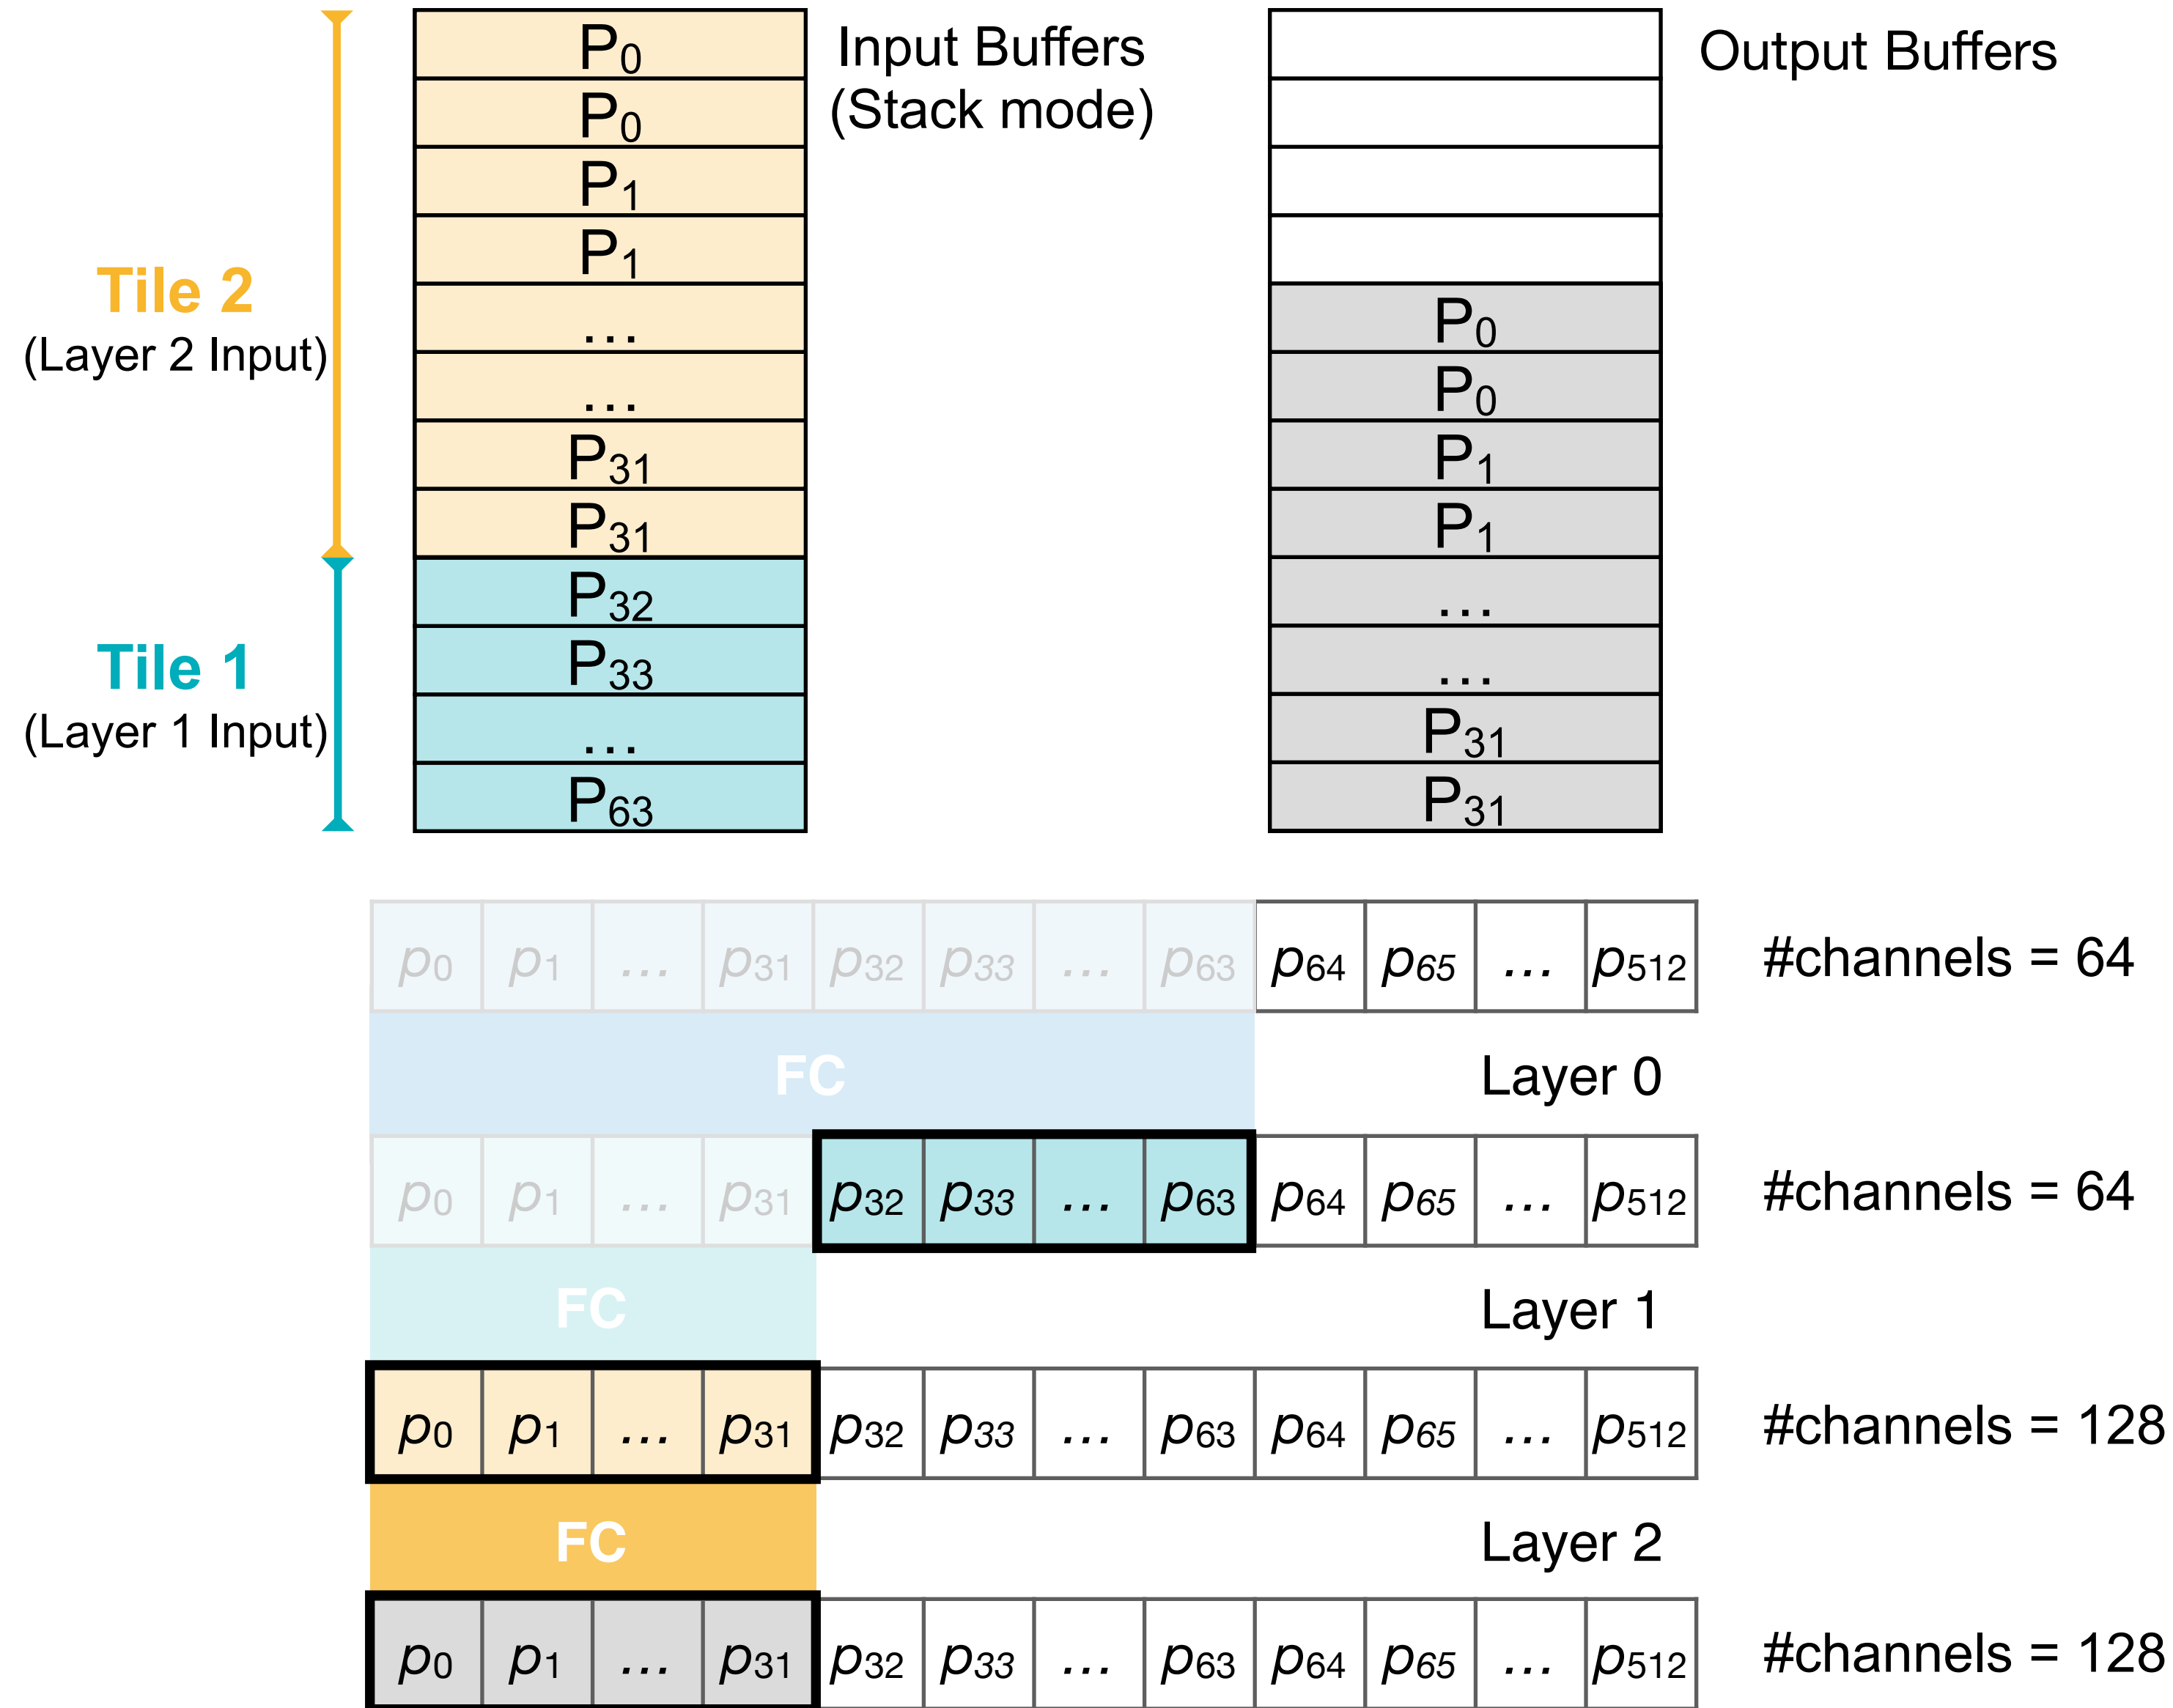 Input Buffers
(Stack mode)
Output Buffers
Tile 2
(Layer 2 Input)
Tile 1
(Layer 1 Input)
P0
P0
P1
P1
...
...
P31
P31
P32
P33
...
P63
P0
P0
P1
P1
...
...
P31
P31
p0 p1 ... p31 p32 p33 ... p63 p64 p65 ... p512 #channels = 64
FC Layer 0
p0 p1 ... p31 p32 p33 ... p63 p64 p65 ... p512 #channels = 64
FC Layer 1
p0 p1 ... p31 p32 p33 ... p63 p64 p65 ... p512 #channels = 128
FC Layer 2
p0 p1 ... p31 p32 p33 ... p63 p64 p65 ... p512 #channels = 128